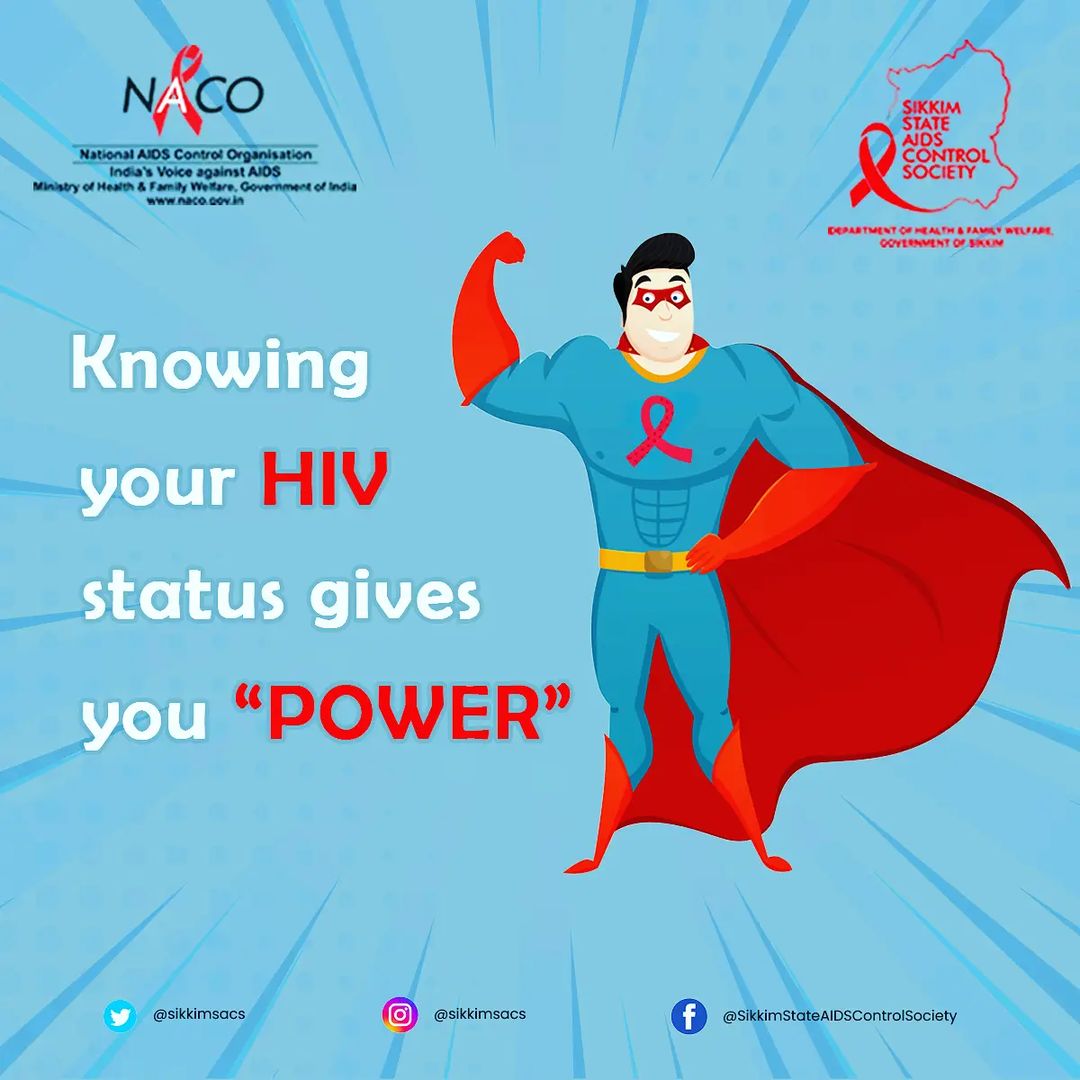 NACO
National AIDS Control Organisation
India's Voice against AIDS
Ministry of Health & Family Welfare, Government of India
www.naco.gov.in
SIKKIM
STATE
AIDS
CONTROL
SOCIETY
DEPARTMENT OF HEALTH & FAMILY WELFARE,
GOVERNMENT OF SIKKIM
Knowing
your HIV
status gives
you “POWER”
@sikkimsacs
@sikkimsacs
@SikkimStateAIDSControlSociety